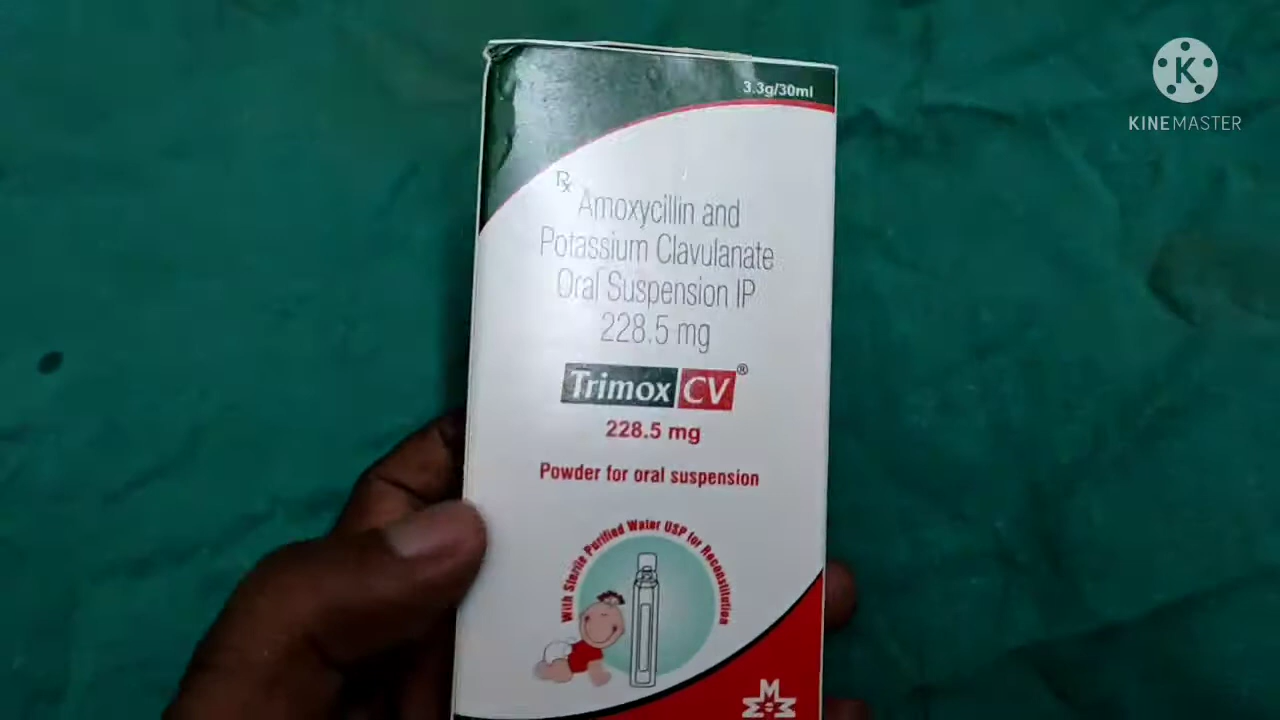 3.3g/30ml
KINEMASTER
Rx
Amoxycillin and
Potassium Clavulanate
Oral Suspension IP
228.5 mg
Trimox CV®
228.5 mg
Powder for oral suspension
With Sterile Purified Water USP for Reconstitution